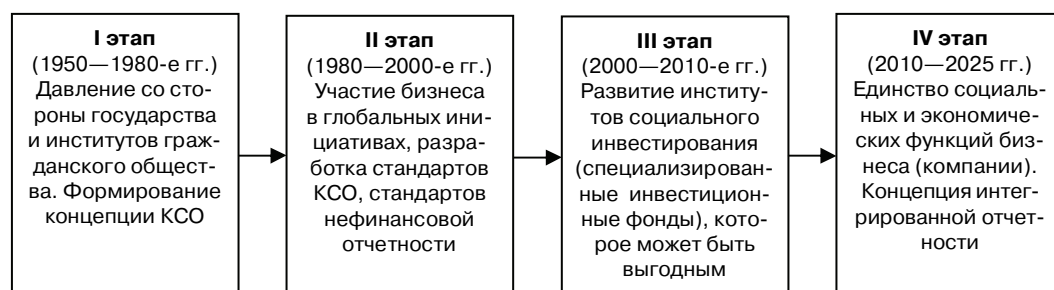 I этап
(1950—1980-е гг.)
Давление со сто-
роны государства
и институтов граж-
данского общест-
ва. Формирование
концепции КСО
II этап
(1980—2000-е гг.)
Участие бизнеса
в глобальных ини-
циативах, разра-
ботка стандартов
КСО, стандартов
нефинансовой
отчетности
III этап
(2000—2010-е гг.)
Развитие институ-
тов социального
инвестирования
(специализирован-
ные инвестицион-
ные фонды), кото-
рое может быть
выгодным
IV этап
(2010—2025 гг.)
Единство социаль-
ных и экономиче-
ских функций биз-
неса (компании).
Концепция интег-
рированной отчет-
ности